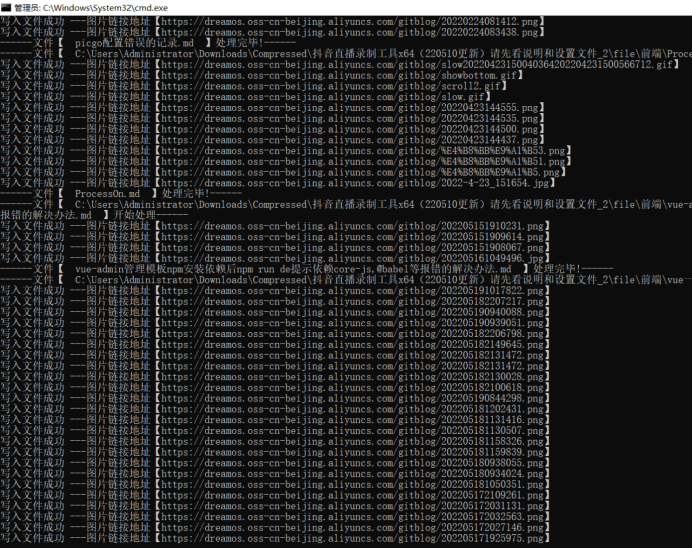 管理员: C:\Windows\System32\cmd.exe
写入文件成功 ---图片链接地址【https://dreamos.oss-cn-beijing.aliyuncs.com/gitblog/20220224081412.png】
写入文件成功 ---图片链接地址【https://dreamos.oss-cn-beijing.aliyuncs.com/gitblog/20220224083438.png】
------文件【  picgo配置错误的记录.md  】处理完毕!------
------文件【  C:\Users\Administrator\Downloads\Compressed\抖音直播录制工具x64（220510更新）请先看说明和设置文件_2\file\前端\Proce
写入文件成功 ---图片链接地址【https://dreamos.oss-cn-beijing.aliyuncs.com/gitblog/slow20220423150040364202204231500566712.gif】
写入文件成功 ---图片链接地址【https://dreamos.oss-cn-beijing.aliyuncs.com/gitblog/showbottom.gif】
写入文件成功 ---图片链接地址【https://dreamos.oss-cn-beijing.aliyuncs.com/gitblog/scroll2.gif】
写入文件成功 ---图片链接地址【https://dreamos.oss-cn-beijing.aliyuncs.com/gitblog/slow.gif】
写入文件成功 ---图片链接地址【https://dreamos.oss-cn-beijing.aliyuncs.com/gitblog/20220423144555.png】
写入文件成功 ---图片链接地址【https://dreamos.oss-cn-beijing.aliyuncs.com/gitblog/20220423144535.png】
写入文件成功 ---图片链接地址【https://dreamos.oss-cn-beijing.aliyuncs.com/gitblog/20220423144500.png】
写入文件成功 ---图片链接地址【https://dreamos.oss-cn-beijing.aliyuncs.com/gitblog/20220423144437.png】
写入文件成功 ---图片链接地址【https://dreamos.oss-cn-beijing.aliyuncs.com/gitblog/%E4%B8%BB%E9%A1%B53.png】
写入文件成功 ---图片链接地址【https://dreamos.oss-cn-beijing.aliyuncs.com/gitblog/%E4%B8%BB%E9%A1%B51.png】
写入文件成功 ---图片链接地址【https://dreamos.oss-cn-beijing.aliyuncs.com/gitblog/%E4%B8%BB%E9%A1%B5.png】
写入文件成功 ---图片链接地址【https://dreamos.oss-cn-beijing.aliyuncs.com/gitblog/2022-4-23_151654.jpg】
------文件【  ProcessOn.md  】处理完毕!------
------文件【  C:\Users\Administrator\Downloads\Compressed\抖音直播录制工具x64（220510更新）请先看说明和设置文件_2\file\前端\vue-a
报错的解决办法.md  】开始处理------
写入文件成功 ---图片链接地址【https://dreamos.oss-cn-beijing.aliyuncs.com/gitblog/202205151910231.png】
写入文件成功 ---图片链接地址【https://dreamos.oss-cn-beijing.aliyuncs.com/gitblog/202205151909614.png】
写入文件成功 ---图片链接地址【https://dreamos.oss-cn-beijing.aliyuncs.com/gitblog/202205151908067.png】
写入文件成功 ---图片链接地址【https://dreamos.oss-cn-beijing.aliyuncs.com/gitblog/202205161049496.jpg】
------文件【  vue-admin管理模板npm安装依赖后npm run de提示依赖core-js,@babel等报错的解决办法.md  】处理完毕!------
------文件【  C:\Users\Administrator\Downloads\Compressed\抖音直播录制工具x64（220510更新）请先看说明和设置文件_2\file\前端\vue--
写入文件成功 ---图片链接地址【https://dreamos.oss-cn-beijing.aliyuncs.com/gitblog/202205191017822.png】
写入文件成功 ---图片链接地址【https://dreamos.oss-cn-beijing.aliyuncs.com/gitblog/202205182207217.png】
写入文件成功 ---图片链接地址【https://dreamos.oss-cn-beijing.aliyuncs.com/gitblog/202205190940088.png】
写入文件成功 ---图片链接地址【https://dreamos.oss-cn-beijing.aliyuncs.com/gitblog/202205190939051.png】
写入文件成功 ---图片链接地址【https://dreamos.oss-cn-beijing.aliyuncs.com/gitblog/202205182206798.png】
写入文件成功 ---图片链接地址【https://dreamos.oss-cn-beijing.aliyuncs.com/gitblog/202205182149645.png】
写入文件成功 ---图片链接地址【https://dreamos.oss-cn-beijing.aliyuncs.com/gitblog/202205182131472.png】
写入文件成功 ---图片链接地址【https://dreamos.oss-cn-beijing.aliyuncs.com/gitblog/202205182131472.png】
写入文件成功 ---图片链接地址【https://dreamos.oss-cn-beijing.aliyuncs.com/gitblog/202205182130028.png】
写入文件成功 ---图片链接地址【https://dreamos.oss-cn-beijing.aliyuncs.com/gitblog/202205182100618.png】
写入文件成功 ---图片链接地址【https://dreamos.oss-cn-beijing.aliyuncs.com/gitblog/202205190844298.png】
写入文件成功 ---图片链接地址【https://dreamos.oss-cn-beijing.aliyuncs.com/gitblog/202205181202431.png】
写入文件成功 ---图片链接地址【https://dreamos.oss-cn-beijing.aliyuncs.com/gitblog/202205181131416.png】
写入文件成功 ---图片链接地址【https://dreamos.oss-cn-beijing.aliyuncs.com/gitblog/202205181130507.png】
写入文件成功 ---图片链接地址【https://dreamos.oss-cn-beijing.aliyuncs.com/gitblog/202205181158326.png】
写入文件成功 ---图片链接地址【https://dreamos.oss-cn-beijing.aliyuncs.com/gitblog/202205181159839.png】
写入文件成功 ---图片链接地址【https://dreamos.oss-cn-beijing.aliyuncs.com/gitblog/202205180938055.png】
写入文件成功 ---图片链接地址【https://dreamos.oss-cn-beijing.aliyuncs.com/gitblog/202205180934024.png】
写入文件成功 ---图片链接地址【https://dreamos.oss-cn-beijing.aliyuncs.com/gitblog/202205181050351.png】
写入文件成功 ---图片链接地址【https://dreamos.oss-cn-beijing.aliyuncs.com/gitblog/202205172109261.png】
写入文件成功 ---图片链接地址【https://dreamos.oss-cn-beijing.aliyuncs.com/gitblog/202205172031131.png】
写入文件成功 ---图片链接地址【https://dreamos.oss-cn-beijing.aliyuncs.com/gitblog/202205172032563.png】
写入文件成功 ---图片链接地址【https://dreamos.oss-cn-beijing.aliyuncs.com/gitblog/202205172027146.png】
写入文件成功 ---图片链接地址【https://dreamos.oss-cn-beijing.aliyuncs.com/gitblog/202205171925975.png】